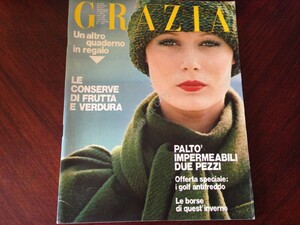 GRAZIA
Un altro
quaderno
in regalo
LE
CONSERVE
DI FRUTTA
E VERDURA
PALTO'
IMPERMEABILI
DUE PEZZI
Offerta speciale:
i golf antifreddo
Le borse
di quest'inverno